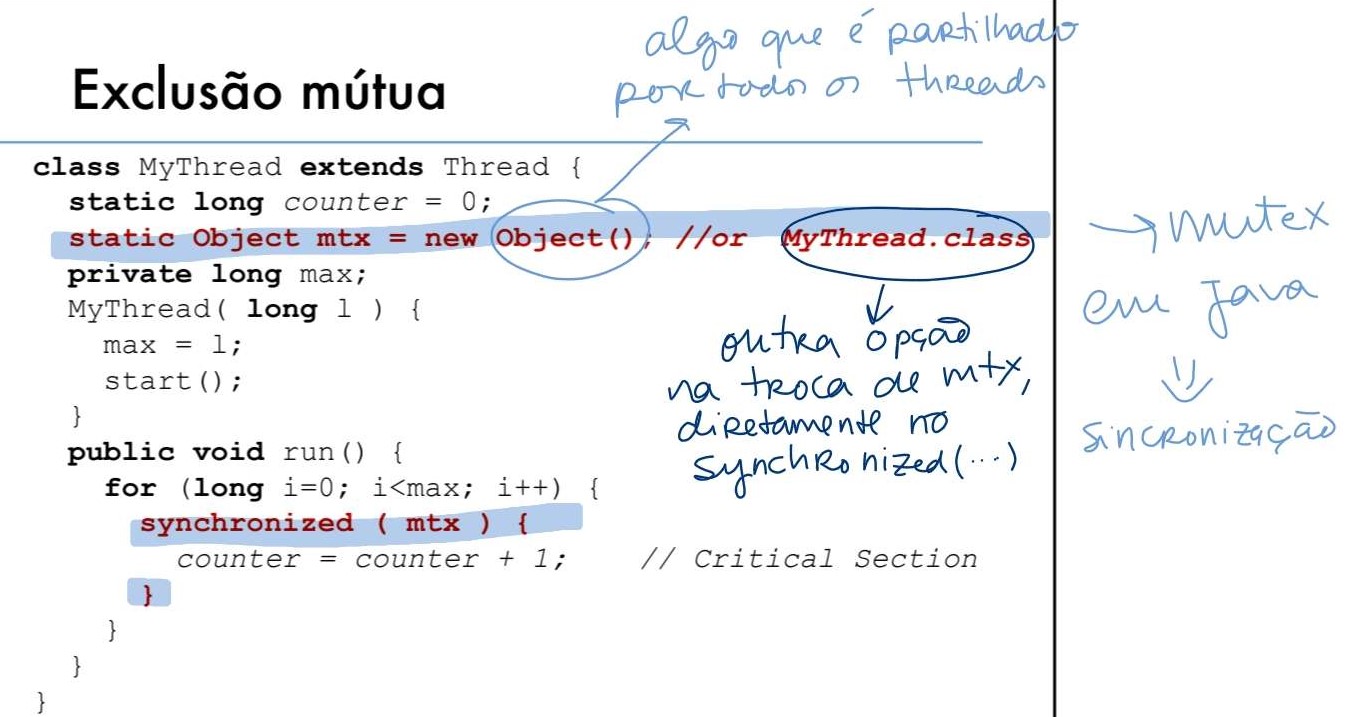 algo que é partilhado
por todos os threads
Exclusão mútua
class MyThread extends Thread {
static long counter = 0;
static Object mtx = new Object(); //or MyThread.class
private long max;
MyThread( long l ) {
max = l;
start();
}
public void run() {
for (long i=0; i<max; i++) {
synchronized ( mtx ) {
counter = counter + 1; // Critical Section
}
}
}
}
outra opção
na troca de mtx,
diretamente no
synchronized(...)
→ mutex
em Java
⇓
sincronização